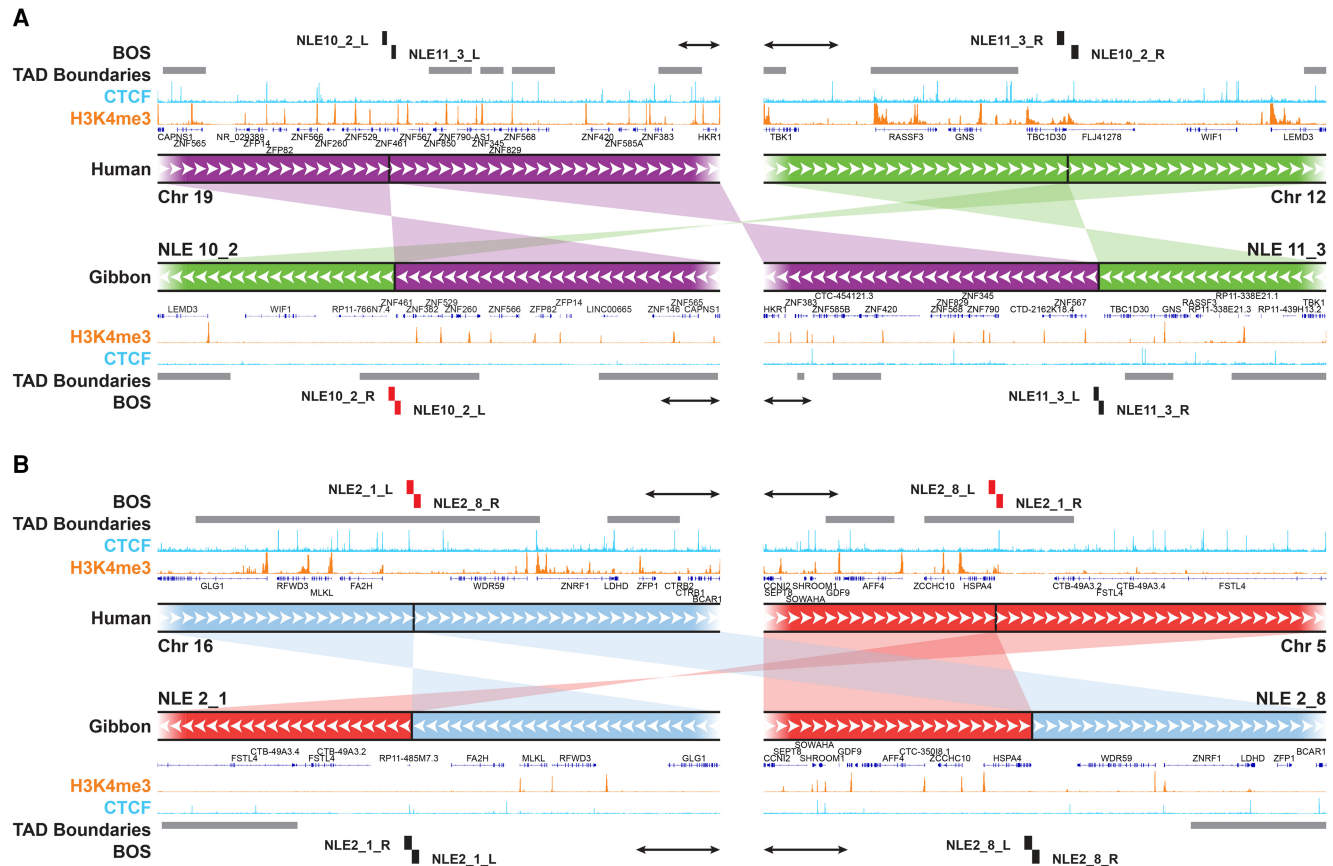 A
BOS
NLE10_2_L
NLE11_3_L
NLE11_3_R
NLE10_2_R
TAD Boundaries
CTCF
H3K4me3
CAPNS1 NR_029389 ZNF566 ZNF529 ZNF567 ZNF790-AS1 ZNF568 ZNF420 ZNF383 HKR1
ZNF565 ZFP14 ZNF260 ZNF461 ZNF850 ZNF345 ZNF585A
ZFP82 ZNF829
TBK1 RASSF3 GNS TBC1D30 FLJ41278 WIF1 LEMD3
Human
Chr 19
Chr 12
NLE 10_2
NLE 11_3
Gibbon
LEMD3 WIF1 RP11-766N7.4 ZNF461 ZNF382 ZNF529 ZNF260 ZNF566 ZFP82 ZFP14 LINC00665 ZNF146 ZNF565 CAPNS1
HKR1 ZNF383 CTC-454121.3 ZNF585B ZNF420 ZNF829 ZNF568 ZNF345 ZNF790 CTD-2162K18.4 ZNF567 TBC1D30 GNS RASSF3 RP11-338E21.3 RP11-338E21.1 RP11-439H13.2 TBK1
H3K4me3
CTCF
TAD Boundaries
BOS
NLE10_2_R
NLE10_2_L
NLE11_3_L
NLE11_3_R
B
BOS
NLE2_1_L
NLE2_8_R
NLE2_8_L
NLE2_1_R
TAD Boundaries
CTCF
H3K4me3
GLG1 RFWD3 FA2H WDR59 ZNRF1 LDHD ZFP1 CTRB2
MLKL CTRB1
BCAR1
CCNI2 SHROOM1 AFF4 ZCCHC10 HSPA4 CTB-49A3.2 CTB-49A3.4 FSTL4
SEPT8 GDF9 FSTL4
SOWAHA
Human
Chr 16
Chr 5
NLE 2_1
NLE 2_8
Gibbon
CTB-49A3.4 CTB-49A3.2
FSTL4 FSTL4 RP11-485M7.3 FA2H MLKL RFWD3 GLG1
SOWAHA
SEPT8 GDF9 CTC-350I8.1 BCAR1
CCNI2 SHROOM1 AFF4 ZCCHC10 HSPA4 WDR59 ZNRF1 LDHD ZFP1
H3K4me3
CTCF
TAD Boundaries
BOS
NLE2_1_R
NLE2_1_L
NLE2_8_L
NLE2_8_R